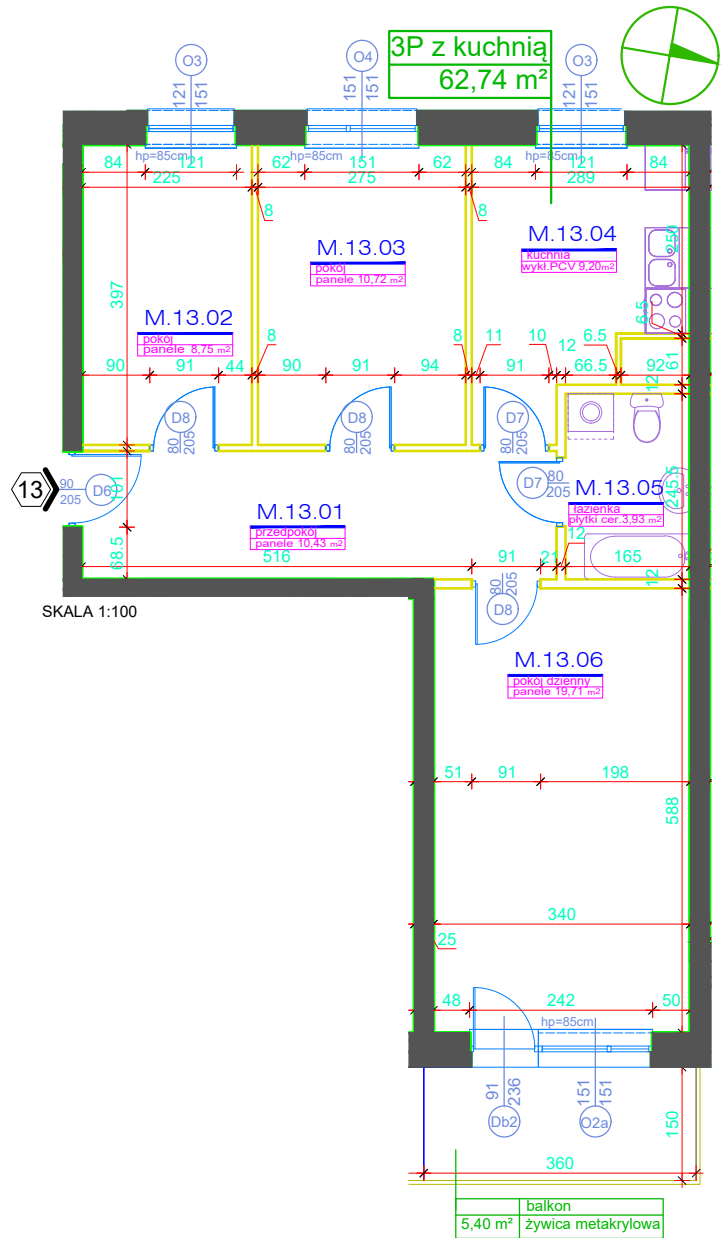 3P z kuchnią
62,74 m²
O3
O4
O3
121
151
151
151
121
151
hp=85cm
hp=85cm
hp=85cm
84 121
225
62 151 62
275
84 121 84
289
8
8
M.13.03
pokój
panele 10,72 m²
M.13.04
kuchnia
wykł.PCV 9,20m²
250
397
M.13.02
pokój
panele 8,75 m²
6.5
8
8
11
10
12
6.5
61
90 91 44
90 91 94
91
66.5
92
12
D8
80
205
D8
80
205
D7
80
205
D7
80
205
13
90
205
D6
101
M.13.01
przedpokój
panele 10,43 m²
M.13.05
łazienka
płytki cer.3,93 m²
245.5
68.5
516
91
21
12
165
12
SKALA 1:100
80
205
D8
M.13.06
pokój dzienny
panele 19,71 m²
51 91 198
588
340
25
48 242 50
hp=85cm
91
236
151
151
Db2
O2a
150
360
balkon
5,40 m² żywica metakrylowa